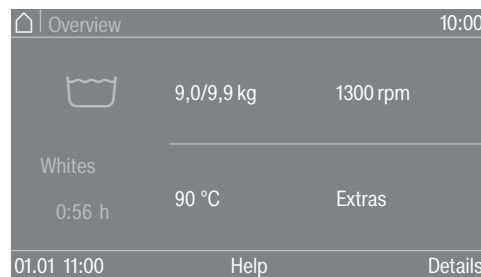 Overview 10:00
9,0/9,9 kg 1300 rpm
Whites
0:56 h
90 °C Extras
01.01 11:00 Help Details